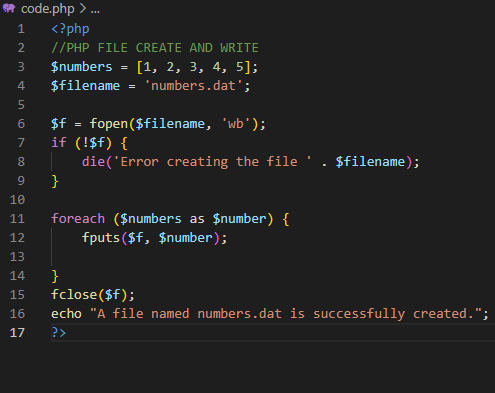 code.php > ...
1 <?php
2 //PHP FILE CREATE AND WRITE
3 $numbers = [1, 2, 3, 4, 5];
4 $filename = 'numbers.dat';
5
6 $f = fopen($filename, 'wb');
7 if (!$f) {
8     die('Error creating the file ' . $filename);
9 }
10
11 foreach ($numbers as $number) {
12     fputs($f, $number);
13
14 }
15 fclose($f);
16 echo "A file named numbers.dat is successfully created.";
17 ?>